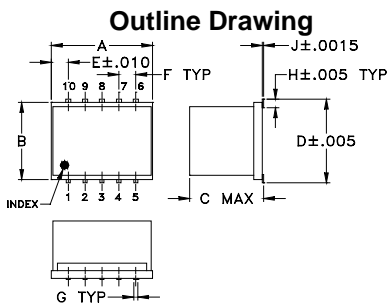 Outline Drawing
A
J±.0015
E±.010
F TYP
H±.005 TYP
10 9 8 7 6
B
D±.005
INDEX
C MAX
1 2 3 4 5
G TYP